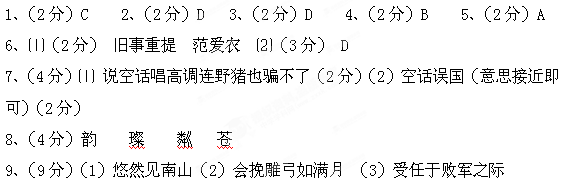 1、(2分)C 2、(2分)D 3、(2分)D 4、(2分)B 5、(2分)A
6、⑴(2分) 旧事重提 范爱农 ⑵(3分) D
7、(4分)⑴ 说空话唱高调连野猪也骗不了(2分)(2) 空话误国(意思接近即
可)(2分)
8、(4分)韵 璨 粼 苍
9、(9分)(1) 悠然见南山(2) 会挽雕弓如满月 (3) 受任于败军之际